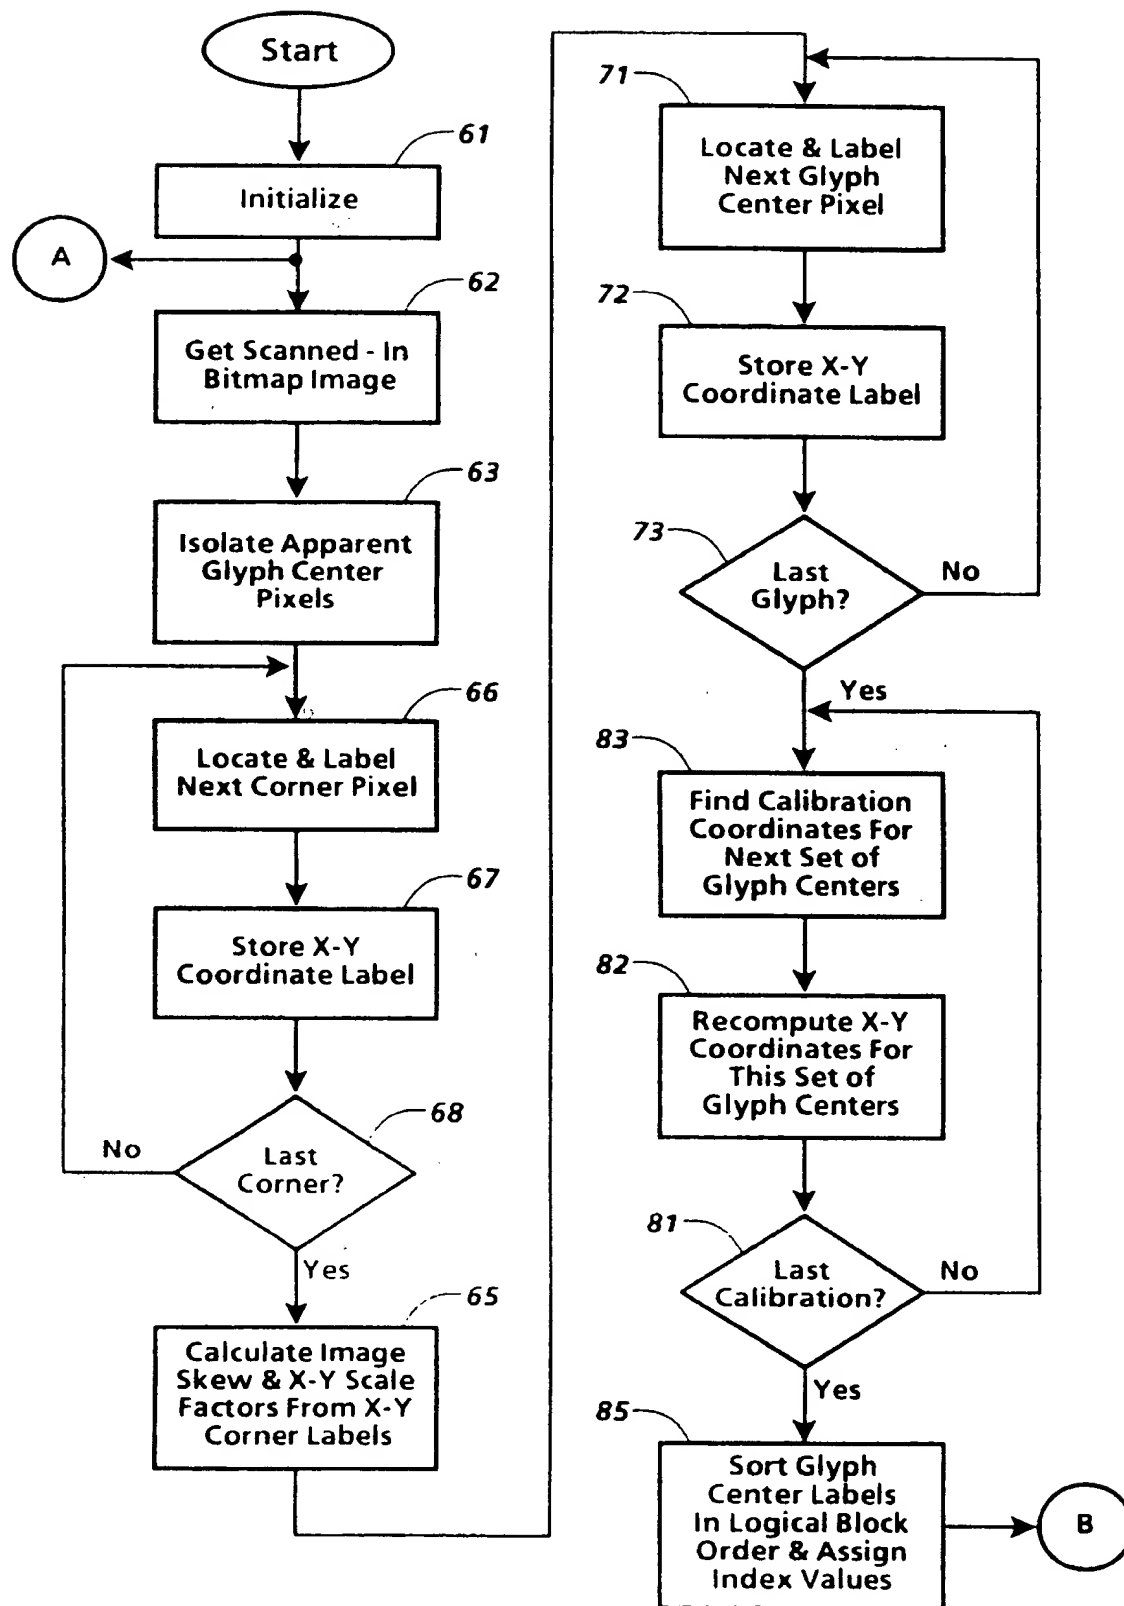 Start
61
Initialize
A
62
Get Scanned - In
Bitmap Image
63
Isolate Apparent
Glyph Center
Pixels
66
Locate & Label
Next Corner Pixel
67
Store X-Y
Coordinate Label
68
No
Last
Corner?
Yes
65
Calculate Image
Skew & X-Y Scale
Factors From X-Y
Corner Labels
71
Locate & Label
Next Glyph
Center Pixel
72
Store X-Y
Coordinate Label
73
Last
Glyph?
No
Yes
83
Find Calibration
Coordinates For
Next Set of
Glyph Centers
82
Recompute X-Y
Coordinates For
This Set of
Glyph Centers
81
Last
Calibration?
No
Yes
85
Sort Glyph
Center Labels
In Logical Block
Order & Assign
Index Values
B